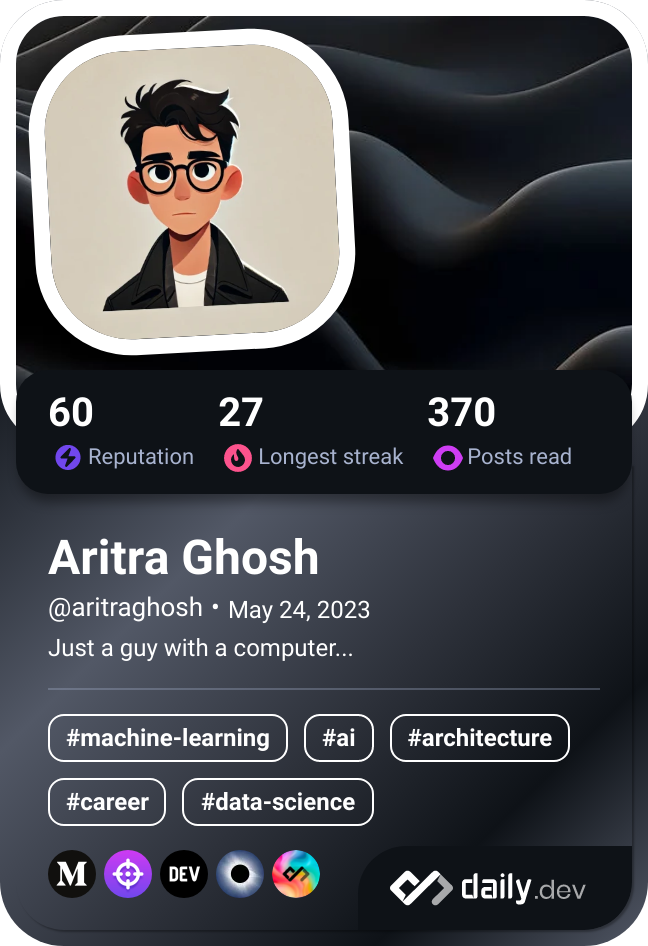 60 27 370
Reputation Longest streak Posts read
Aritra Ghosh
@aritraghosh • May 24, 2023
Just a guy with a computer...
#machine-learning #ai #architecture
#career #data-science
M DEV daily.dev